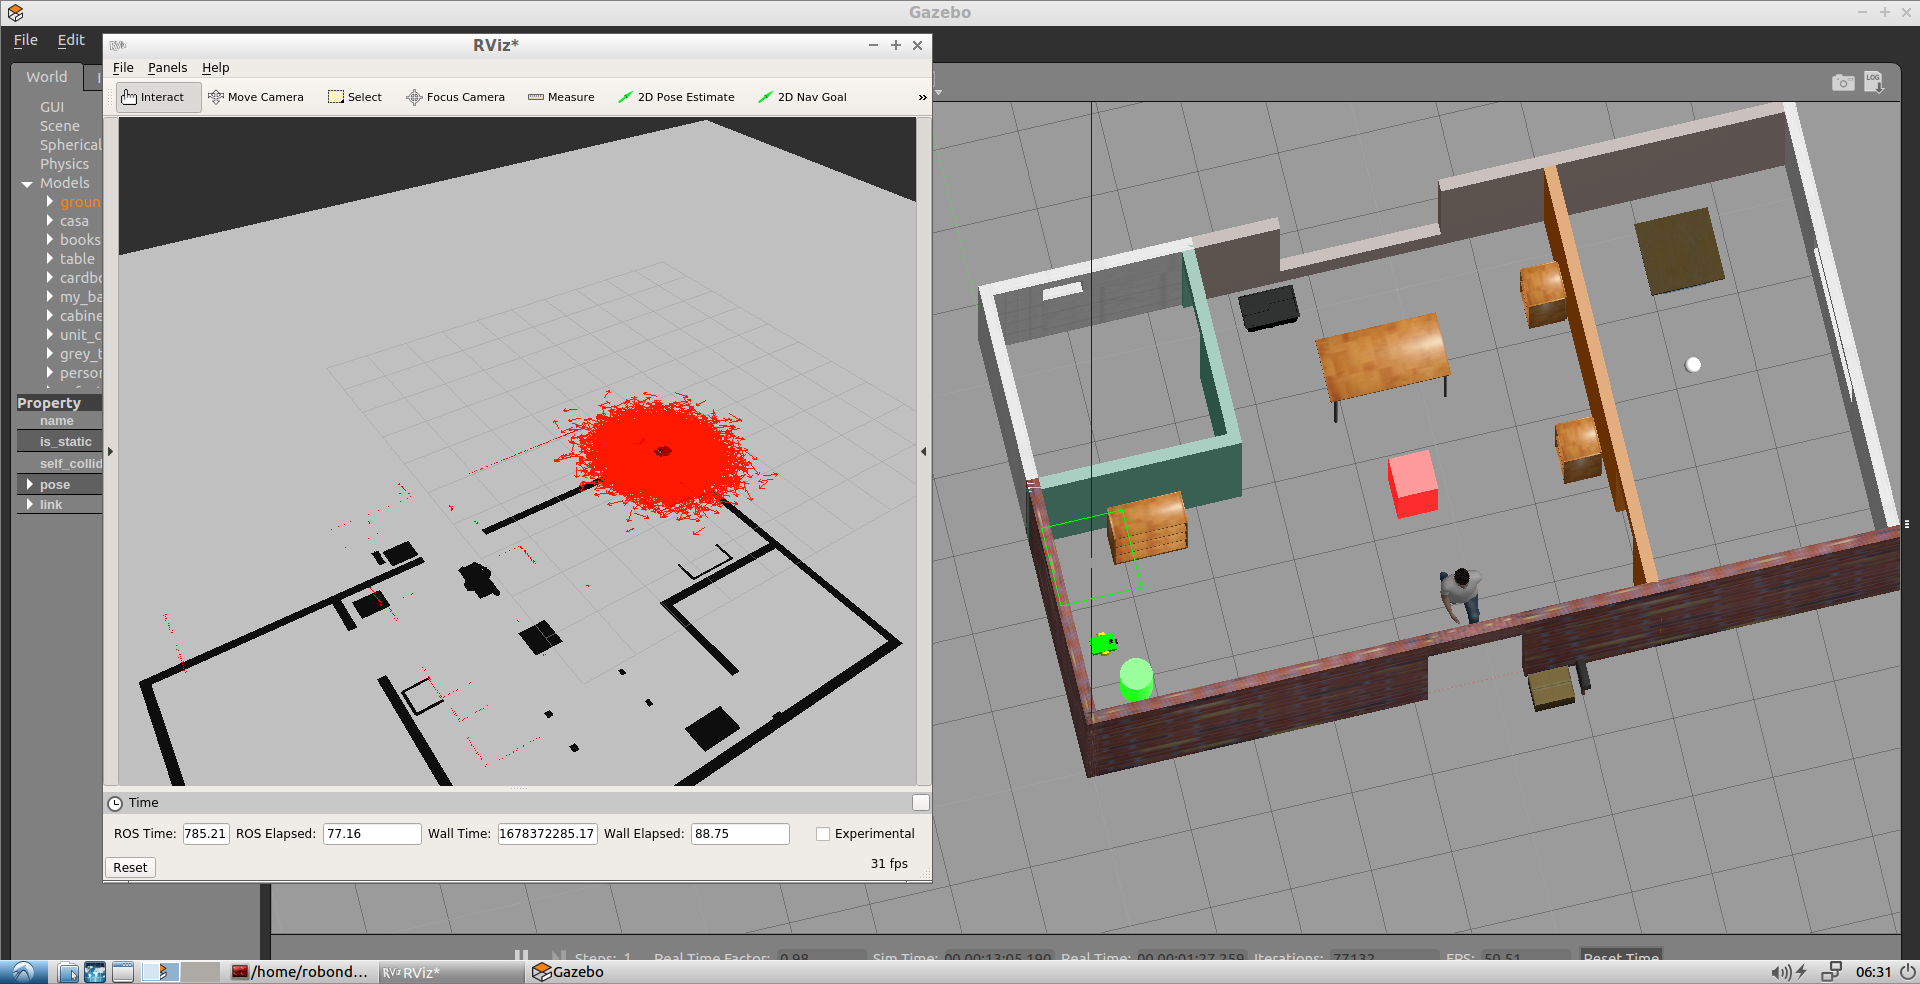 Gazebo
File Edit
World I
GUI
Scene
Spherical
Physics
Models
groun
casa
books
table
cardbo
my_ba
cabine
unit_c
grey_t
person
Property
name
is_static
self_collid
pose
link
RViz*
File Panels Help
Interact Move Camera Select Focus Camera Measure 2D Pose Estimate 2D Nav Goal »
Time
ROS Time: 785.21 ROS Elapsed: 77.16 Wall Time: 1678372285.17 Wall Elapsed: 88.75 Experimental
Reset 31 fps
LOG
Steps: 1 Real Time Factor: 0.98 Sim Time: 00 00:13:05.190 Real Time: 00 00:01:27.259 Iterations: 77132 FPS: 50.51 Reset Time
/home/robond... RViz RViz* Gazebo 06:31